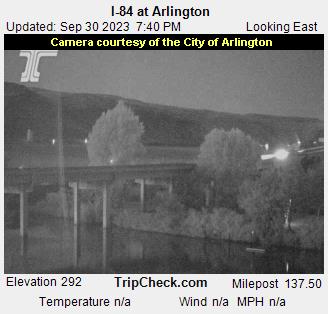 I-84 at Arlington
Updated: Sep 30 2023 7:40 PM Looking East
Camera courtesy of the City of Arlington
Elevation 292 TripCheck.com Milepost 137.50
Temperature n/a Wind n/a MPH n/a